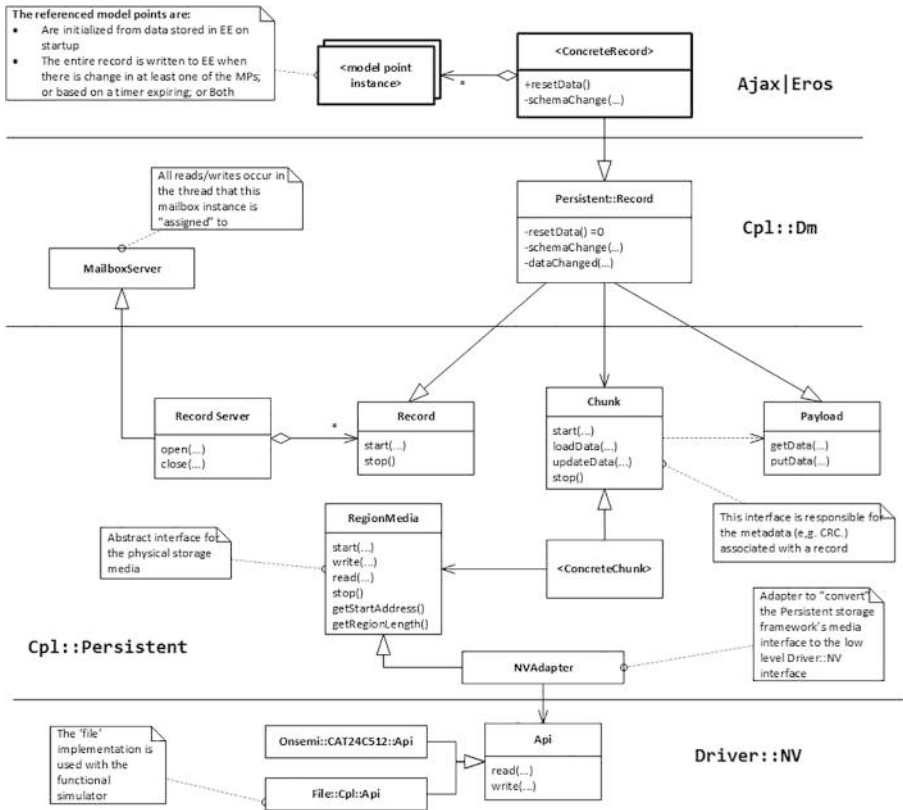 The referenced model points are:
• Are initialized from data stored in EE on
startup
• The entire record is written to EE when
there is change in at least one of the MPs;
or based on a timer expiring; or Both
<model point
instance>
*
<ConcreteRecord>
+resetData()
-schemaChange(...)
Ajax|Eros
All reads/writes occur in
the thread that this
mailbox instance is
"assigned" to
MailboxServer
Persistent::Record
-resetData() =0
-schemaChange(...)
-dataChanged(...)
Cpl::Dm
Record Server
open(...)
close(...)
*
Record
start(...)
stop()
Chunk
start(...)
loadData(...)
updateData(...)
stop()
Payload
getData(...)
putData(...)
Abstract interface for
the physical storage
media
RegionMedia
start(...)
write(...)
read(...)
stop()
getStartAddress()
getRegionLength()
<ConcreteChunk>
This interface is responsible for
the metadata (e,g. CRC.)
associated with a record
Cpl::Persistent
NVAdapter
Adapter to "convert"
the Persistent storage
framework's media
interface to the low
level Driver::NV
interface
The 'file'
implementation is
used with the
functional
simulator
Onsemi::CAT24C512::Api
File::Cpl::Api
Api
read(...)
write(...)
Driver::NV